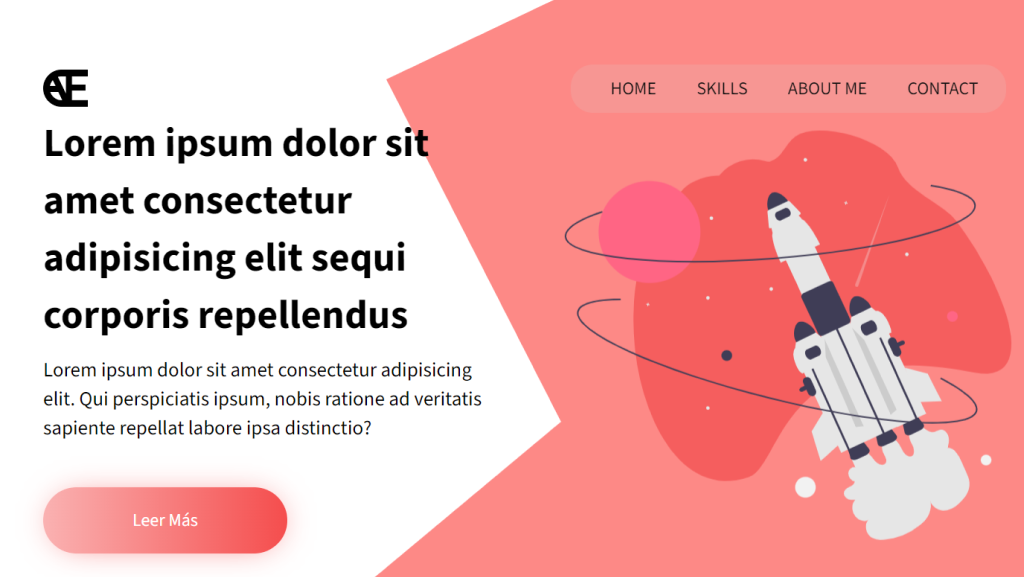 HOME SKILLS ABOUT ME CONTACT
Lorem ipsum dolor sit
amet consectetur
adipisicing elit sequi
corporis repellendus
Lorem ipsum dolor sit amet consectetur adipisicing
elit. Qui perspiciatis ipsum, nobis ratione ad veritatis
sapiente repellat labore ipsa distinctio?
Leer Más